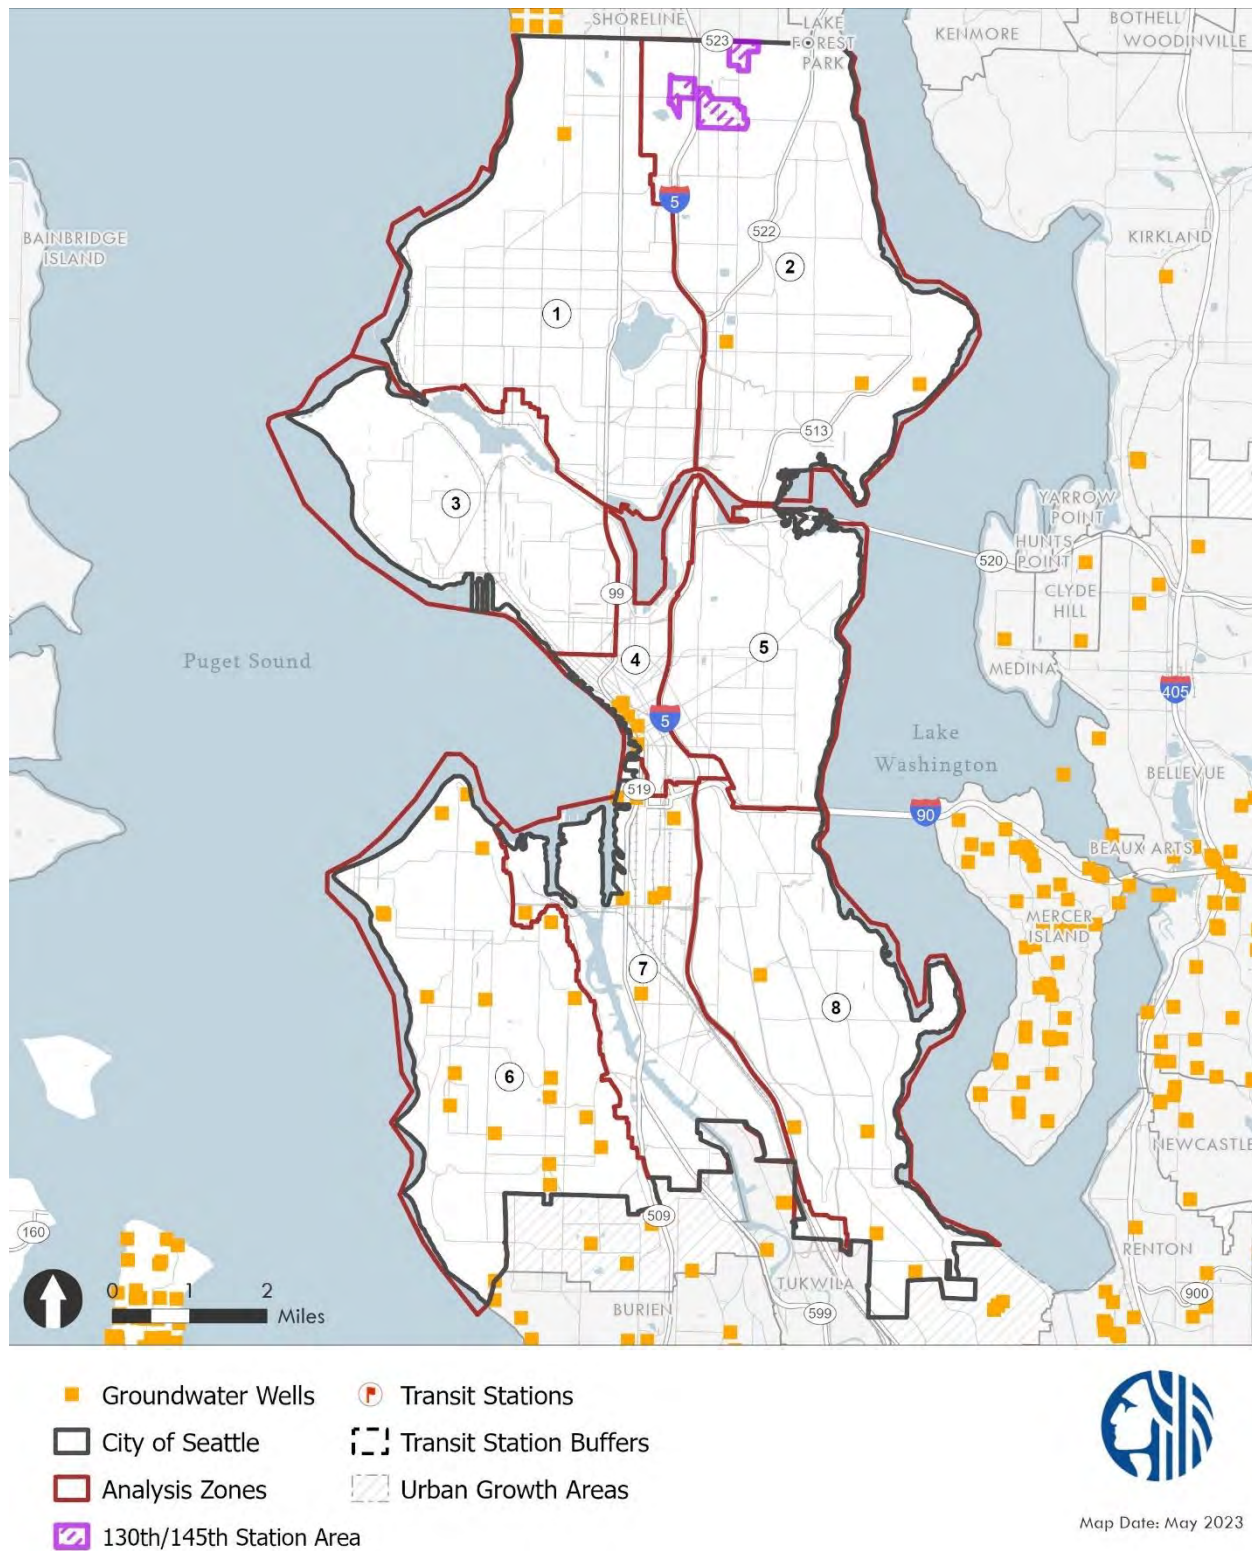 SHORELINE
LAKE
FOREST
PARK
KENMORE
BOTHELL
WOODINVILLE
523
5
522
2
BAINBRIDGE
ISLAND
KIRKLAND
1
513
3
YARROW
POINT
HUNTS
POINT
520
99
CLYDE
HILL
5
4
Puget Sound
MEDINA
405
5
Lake
Washington
BELLEVUE
519
90
BEAUX ARTS
MERCER
ISLAND
7
8
6
NEWCASTLE
160
509
RENTON
TUKWILA
900
599
BURIEN
0 1 2
Miles
Groundwater Wells
Transit Stations
City of Seattle
Transit Station Buffers
Analysis Zones
Urban Growth Areas
130th/145th Station Area
Map Date: May 2023